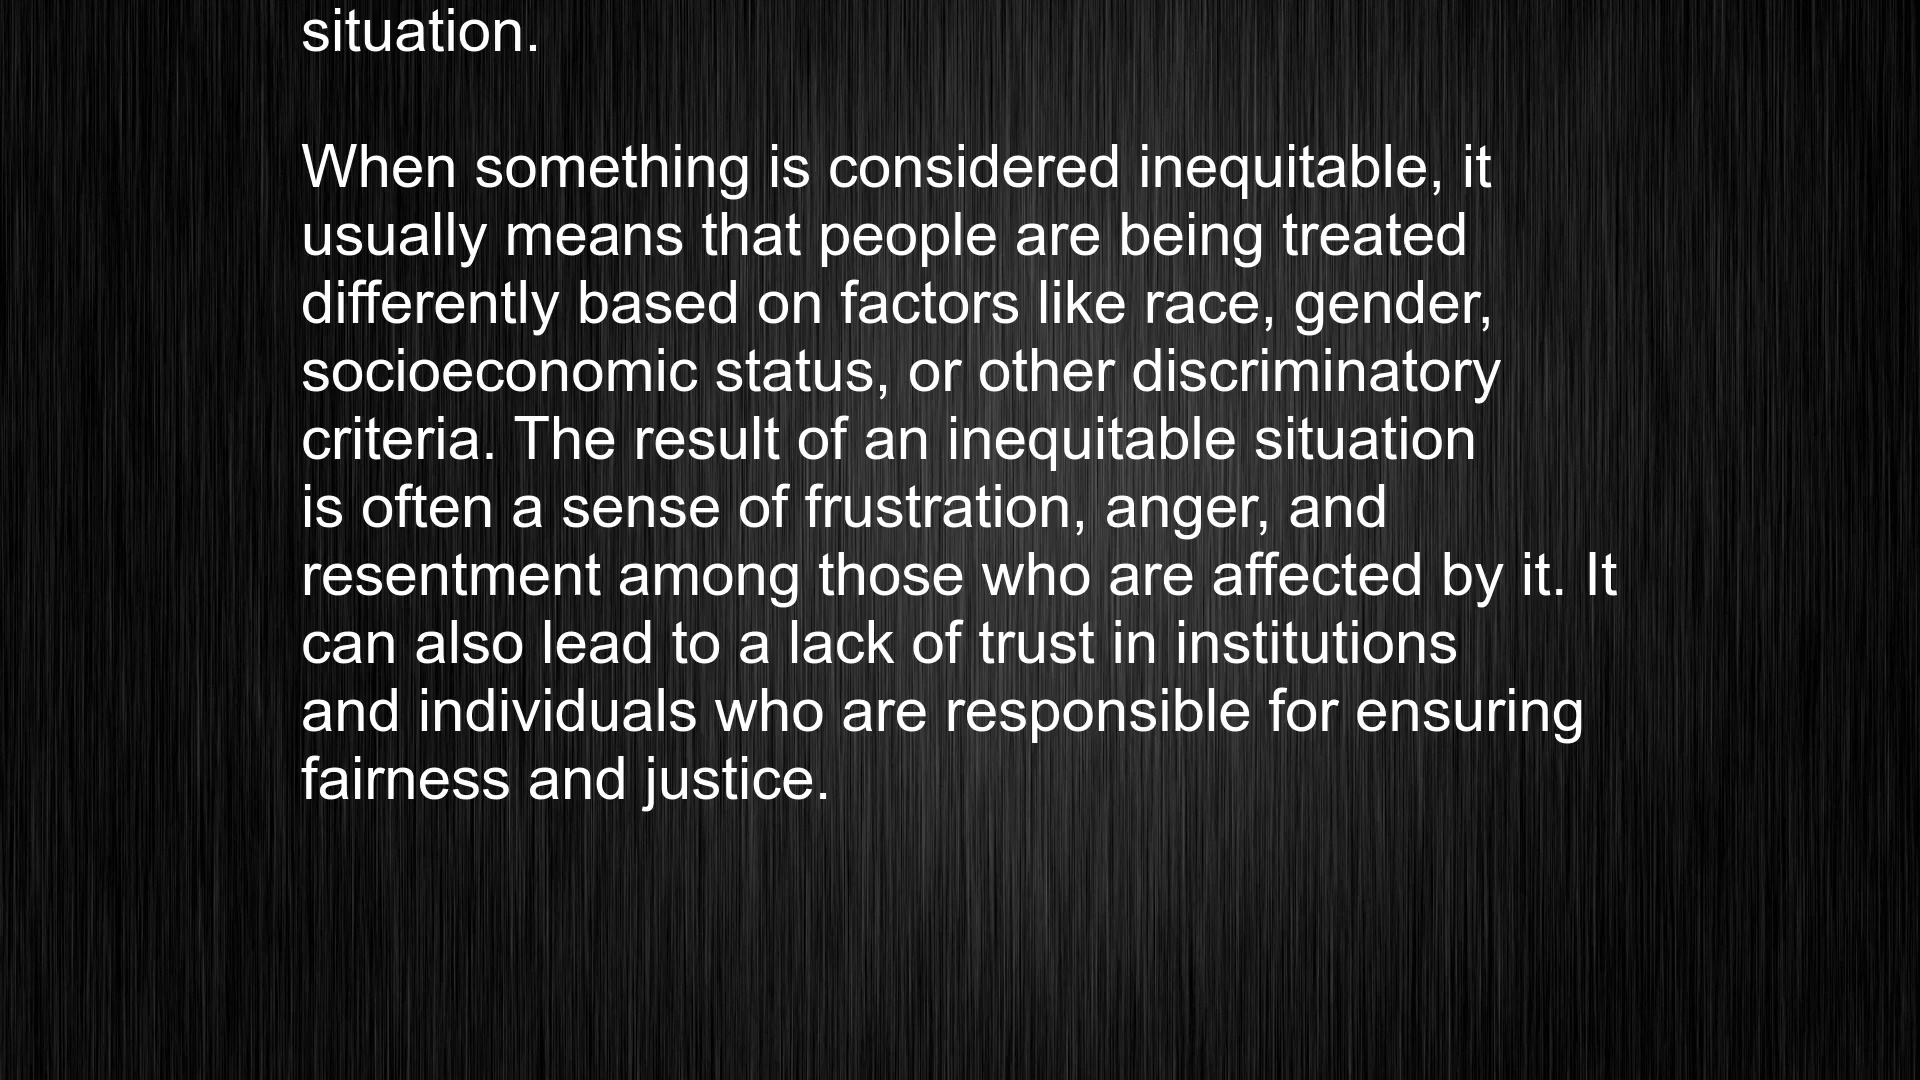 situation.
When something is considered inequitable, it
usually means that people are being treated
differently based on factors like race, gender,
socioeconomic status, or other discriminatory
criteria. The result of an inequitable situation
is often a sense of frustration, anger, and
resentment among those who are affected by it. It
can also lead to a lack of trust in institutions
and individuals who are responsible for ensuring
fairness and justice.